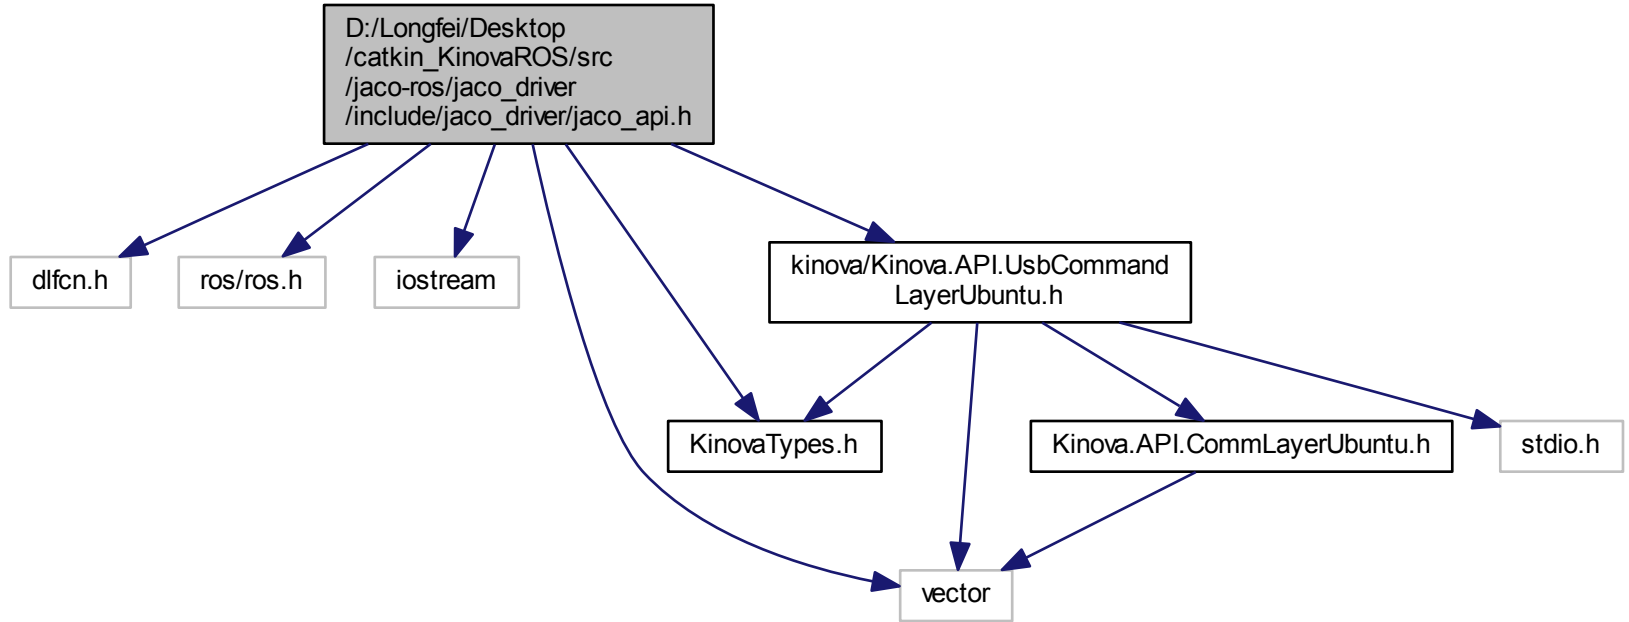 D:/Longfei/Desktop
/catkin_KinovaROS/src
/jaco-ros/jaco_driver
/include/jaco_driver/jaco_api.h
dlfcn.h
ros/ros.h
iostream
kinova/Kinova.API.UsbCommand
LayerUbuntu.h
KinovaTypes.h
Kinova.API.CommLayerUbuntu.h
stdio.h
vector